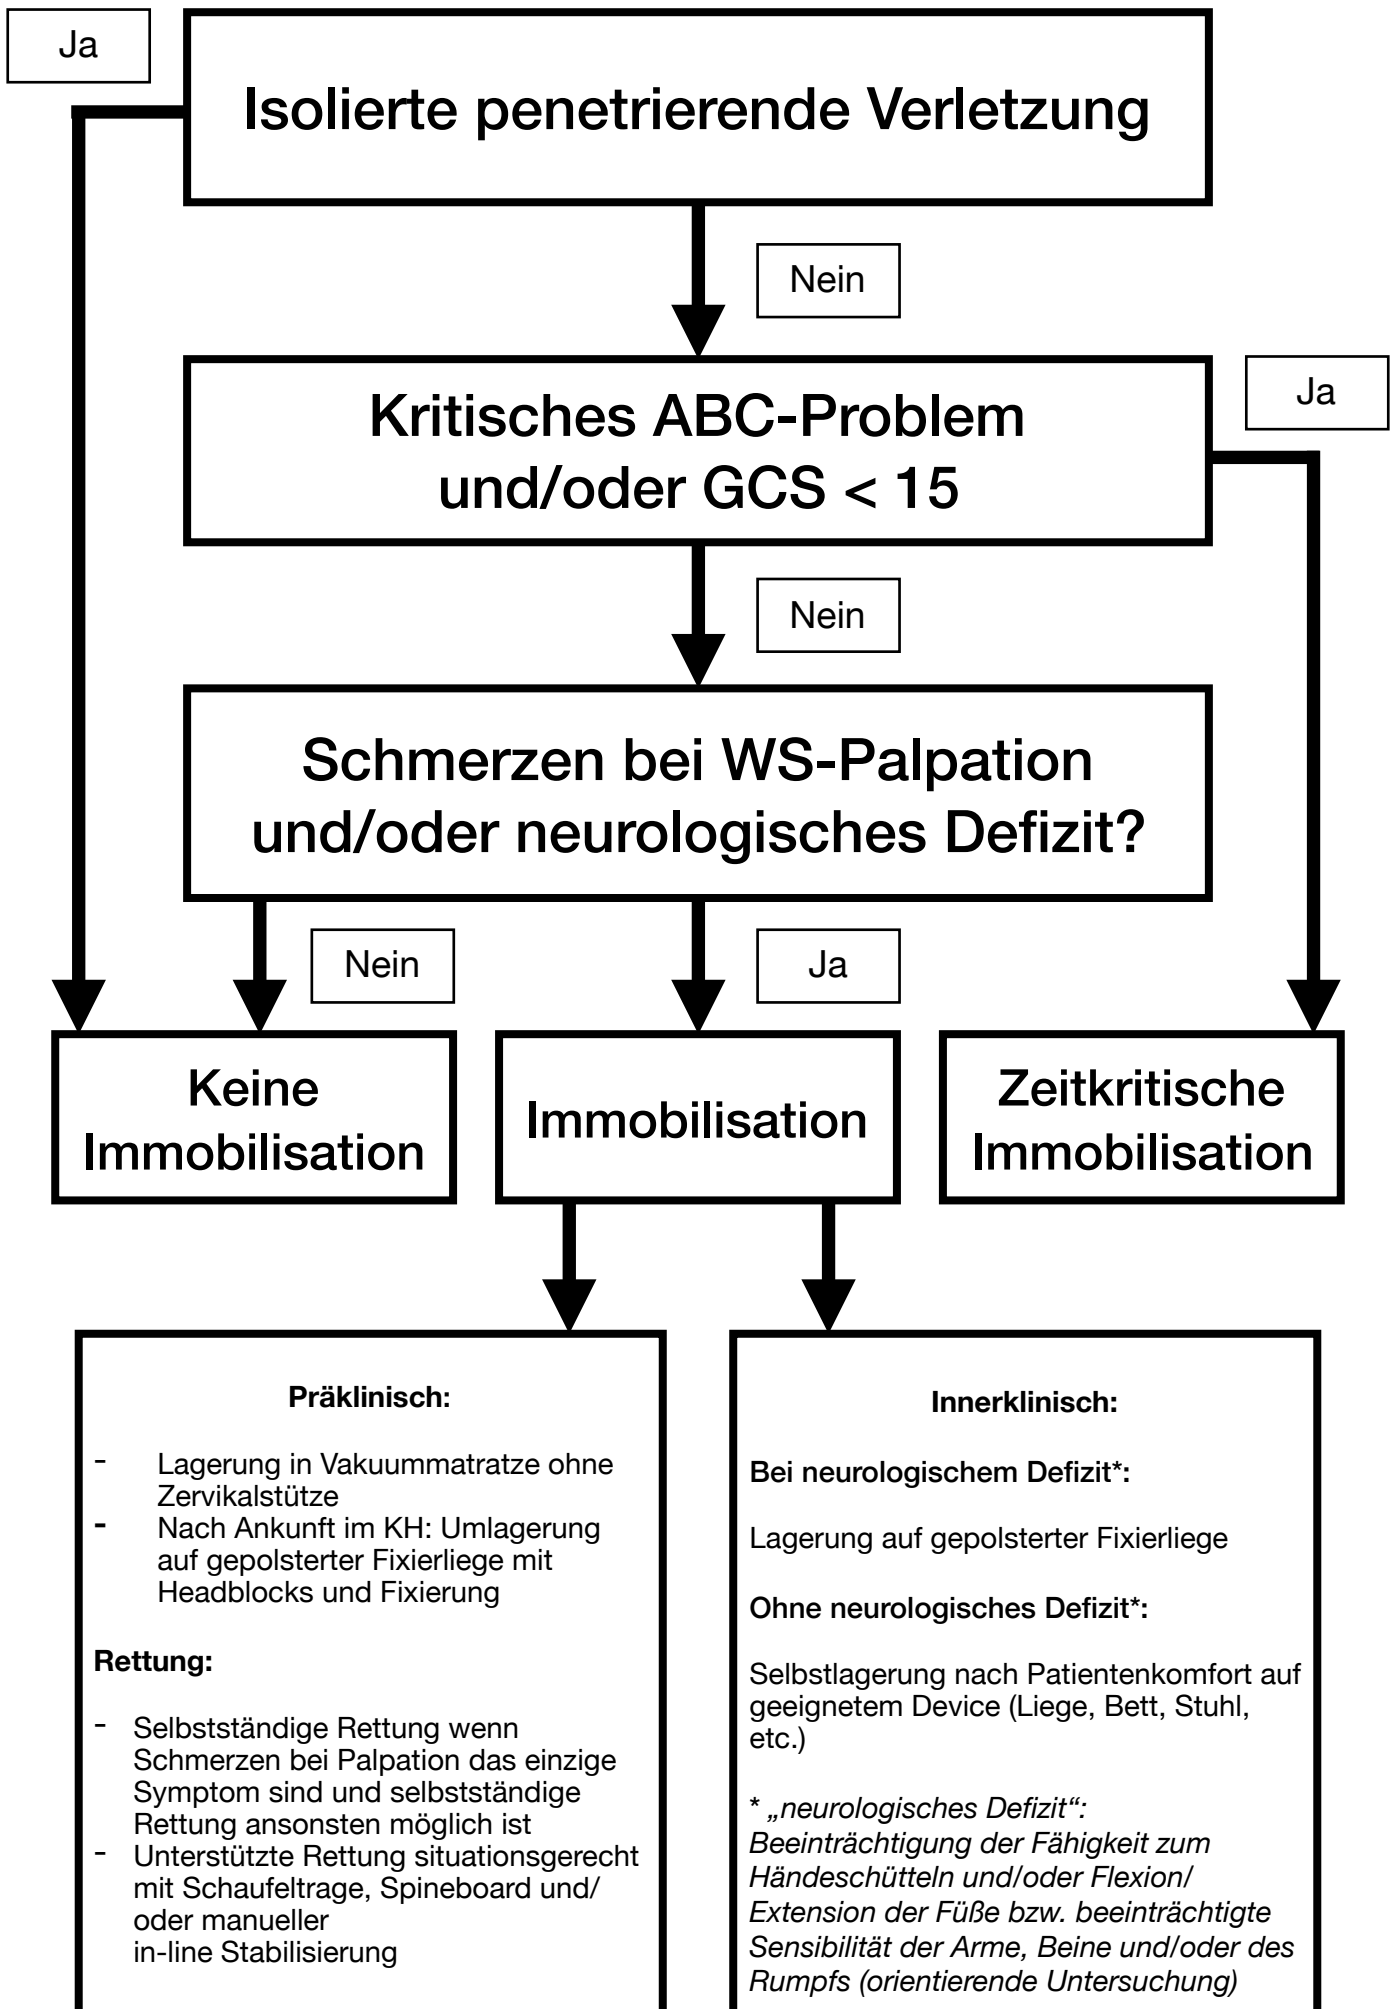 Ja
Isolierte penetrierende Verletzung
Nein
Kritisches ABC-Problem
und/oder GCS < 15
Ja
Nein
Schmerzen bei WS-Palpation
und/oder neurologisches Defizit?
Nein
Ja
Keine
Immobilisation
Immobilisation
Zeitkritische
Immobilisation
Präklinisch:
- Lagerung in Vakuummatratze ohne
Zervikalstütze
- Nach Ankunft im KH: Umlagerung
auf gepolsterter Fixierliege mit
Headblocks und Fixierung
Rettung:
- Selbstständige Rettung wenn
Schmerzen bei Palpation das einzige
Symptom sind und selbstständige
Rettung ansonsten möglich ist
- Unterstützte Rettung situationsgerecht
mit Schaufeltrage, Spineboard und/
oder manueller
in-line Stabilisierung
Innerklinisch:
Bei neurologischem Defizit*:
Lagerung auf gepolsterter Fixierliege
Ohne neurologisches Defizit*:
Selbstlagerung nach Patientenkomfort auf
geeignetem Device (Liege, Bett, Stuhl,
etc.)
* „neurologisches Defizit“:
Beeinträchtigung der Fähigkeit zum
Händeschütteln und/oder Flexion/
Extension der Füße bzw. beeinträchtigte
Sensibilität der Arme, Beine und/oder des
Rumpfs (orientierende Untersuchung)